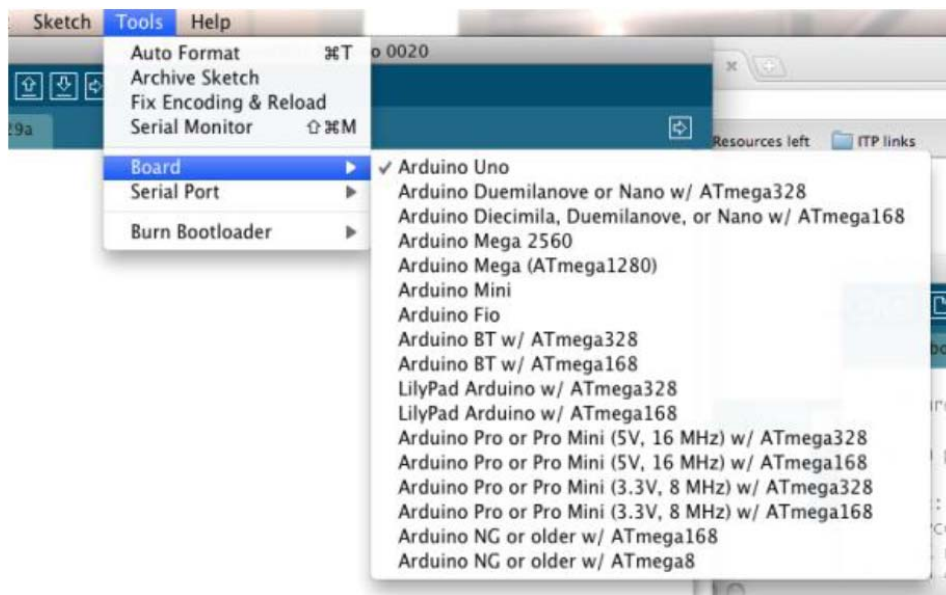 Sketch Tools Help
Auto Format ⌘T
Archive Sketch
Fix Encoding & Reload
Serial Monitor ⇧⌘M
Board
Serial Port
Burn Bootloader
o 0020
29a
Resources left ITP links
✓ Arduino Uno
Arduino Duemilanove or Nano w/ ATmega328
Arduino Diecimila, Duemilanove, or Nano w/ ATmega168
Arduino Mega 2560
Arduino Mega (ATmega1280)
Arduino Mini
Arduino Fio
Arduino BT w/ ATmega328
Arduino BT w/ ATmega168
LilyPad Arduino w/ ATmega328
LilyPad Arduino w/ ATmega168
Arduino Pro or Pro Mini (5V, 16 MHz) w/ ATmega328
Arduino Pro or Pro Mini (5V, 16 MHz) w/ ATmega168
Arduino Pro or Pro Mini (3.3V, 8 MHz) w/ ATmega328
Arduino Pro or Pro Mini (3.3V, 8 MHz) w/ ATmega168
Arduino NG or older w/ ATmega168
Arduino NG or older w/ ATmega8